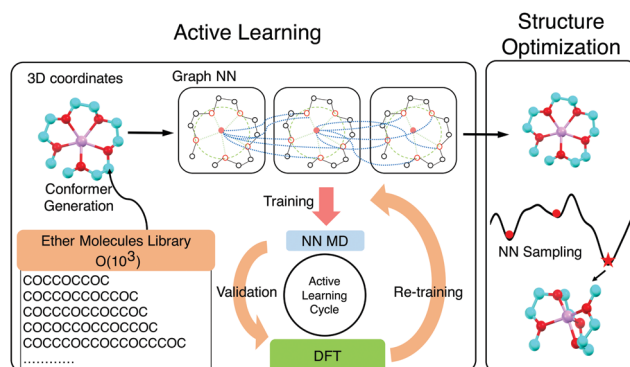 Active Learning
Structure
Optimization
3D coordinates
Graph NN
Conformer
Generation
Training
Ether Molecules Library
O(10³)
COCCOCCOC
COCCOCCOCCOC
COCCCOCCOCCOC
COCOCCOCCOCCOC
COCCCOCCOCCOCCCOC
............
NN MD
Validation
Active
Learning
Cycle
Re-training
DFT
NN Sampling